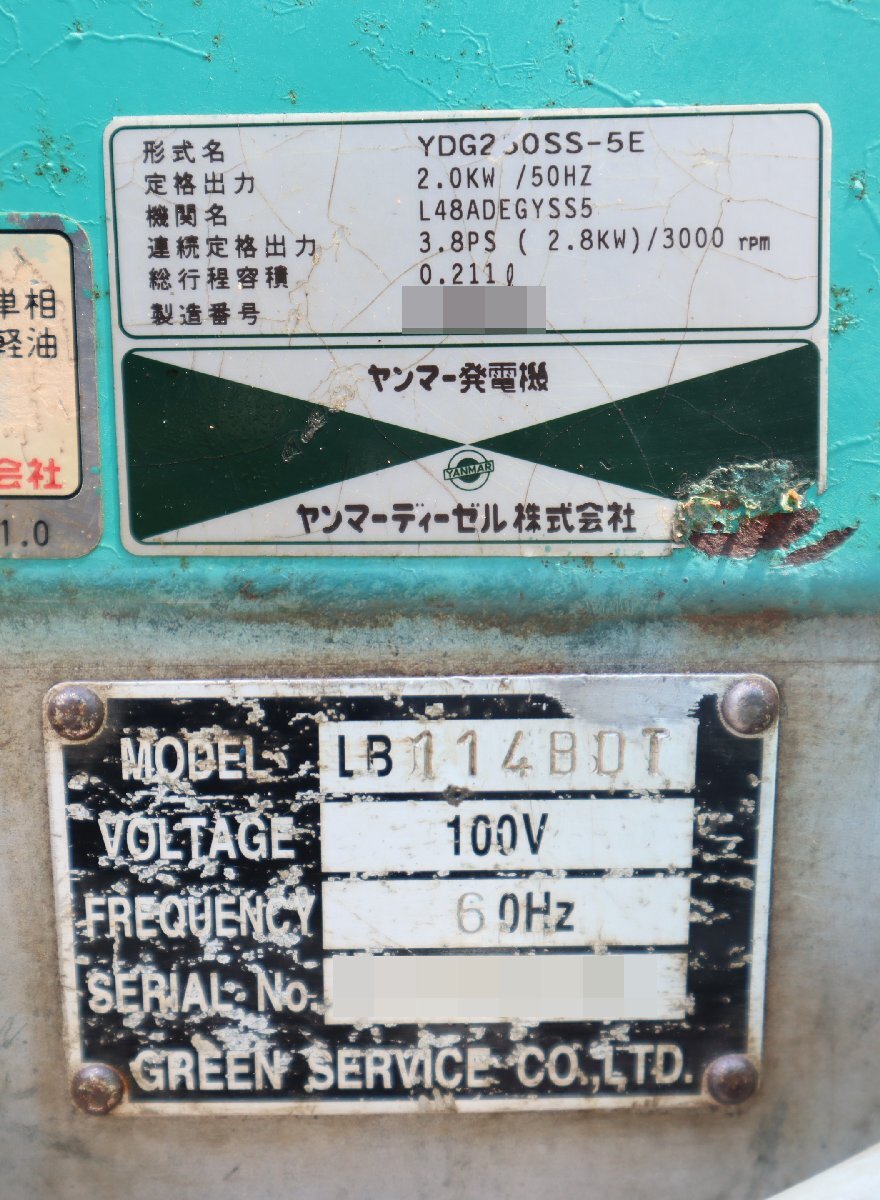 形式名 YDG2 50SS-5E
定格出力 2.0KW /50HZ
機関名 L48ADEGYSS5
連続定格出力 3.8PS ( 2.8KW)/3000 rpm
総行程容積 0.211ℓ
製造番号
単相
軽油
会社
1.0
ヤンマー発電機
YANMAR
ヤンマーディーゼル株式会社
MODEL LB114BDT
VOLTAGE 100V
FREQUENCY 60Hz
SERIAL No.
GREEN SERVICE CO.,LTD.